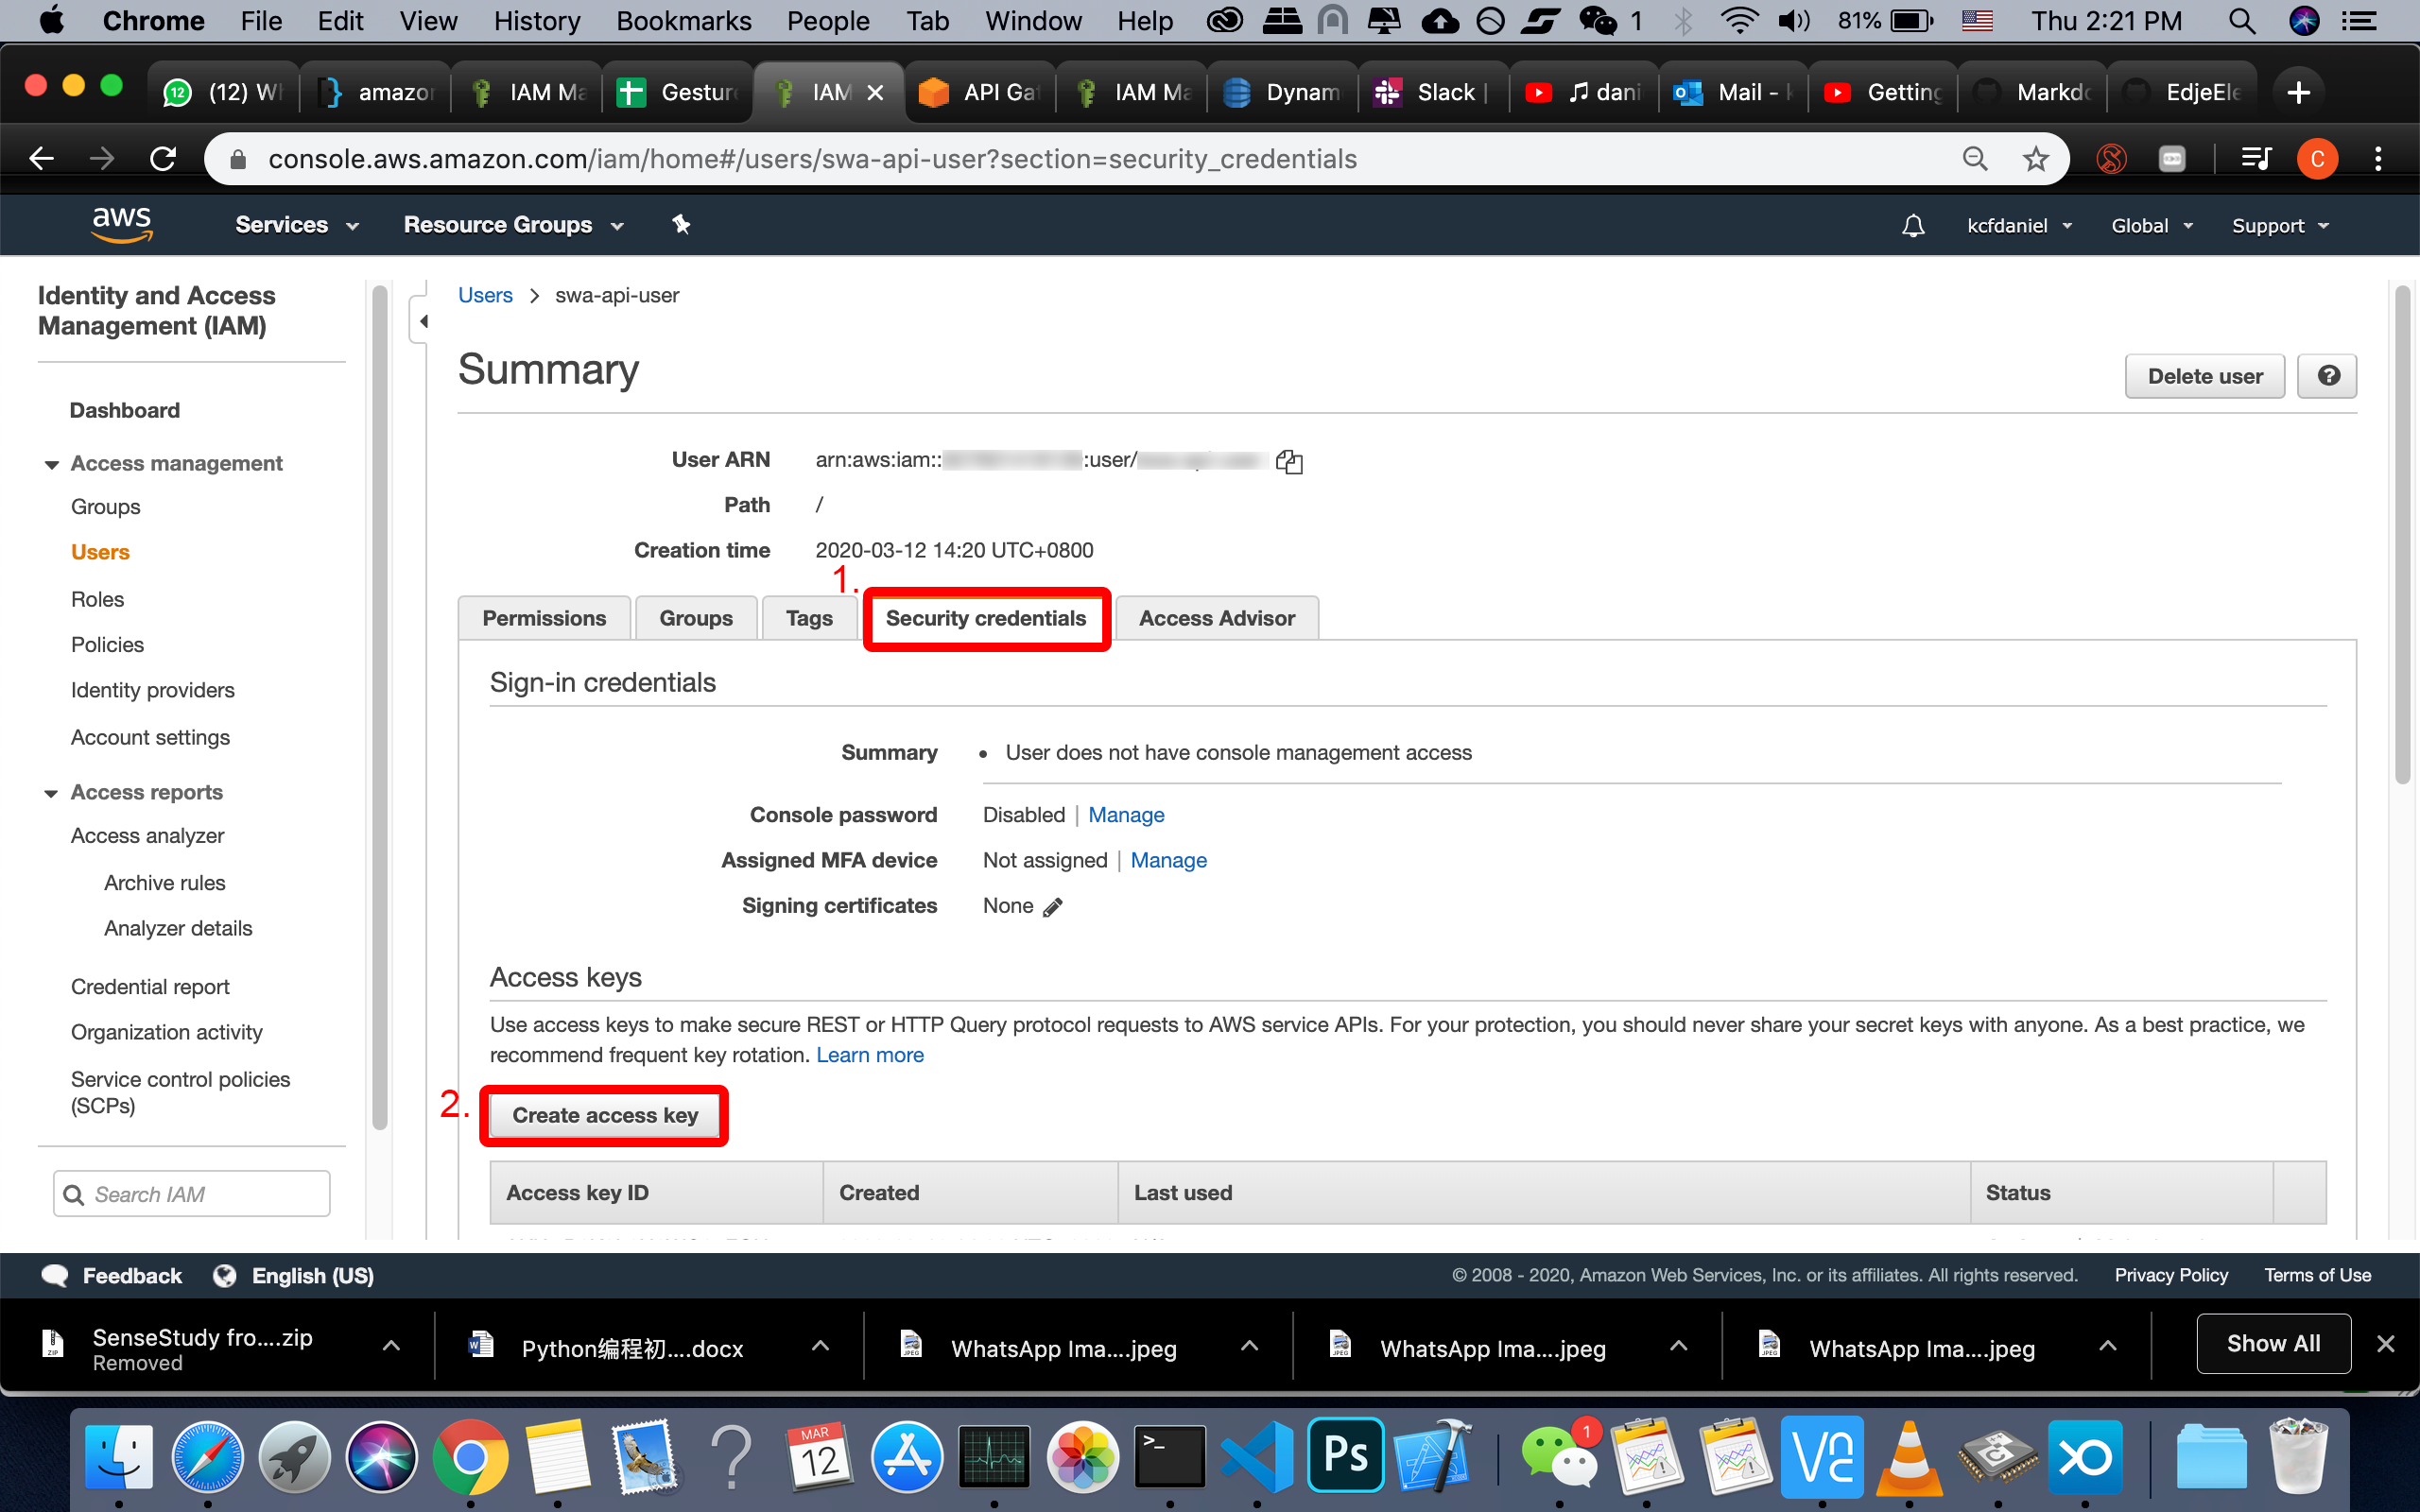 Chrome File Edit View History Bookmarks People Tab Window Help 1 81% Thu 2:21 PM
12 (12) Wh amazon IAM Ma Gesture IAM API Gat IAM Ma Dynam Slack | dani Mail - k Getting Markdo EdjeEle
console.aws.amazon.com/iam/home#/users/swa-api-user?section=security_credentials C
aws Services Resource Groups kcfdaniel Global Support
Identity and Access
Management (IAM)
Dashboard
Access management
Groups
Users
Roles
Policies
Identity providers
Account settings
Access reports
Access analyzer
Archive rules
Analyzer details
Credential report
Organization activity
Service control policies
(SCPs)
Search IAM
Users > swa-api-user
Summary
Delete user ?
User ARN arn:aws:iam:: :user/
Path /
Creation time 2020-03-12 14:20 UTC+0800
1.
Permissions Groups Tags Security credentials Access Advisor
Sign-in credentials
Summary • User does not have console management access
Console password Disabled | Manage
Assigned MFA device Not assigned | Manage
Signing certificates None
Access keys
Use access keys to make secure REST or HTTP Query protocol requests to AWS service APIs. For your protection, you should never share your secret keys with anyone. As a best practice, we
recommend frequent key rotation. Learn more
2. Create access key
Access key ID Created Last used Status
Feedback English (US) © 2008 - 2020, Amazon Web Services, Inc. or its affiliates. All rights reserved. Privacy Policy Terms of Use
SenseStudy fro....zip
Removed
Python编程初....docx
WhatsApp Ima....jpeg
WhatsApp Ima....jpeg
WhatsApp Ima....jpeg
Show All
MAR
12
>_
Ps
1